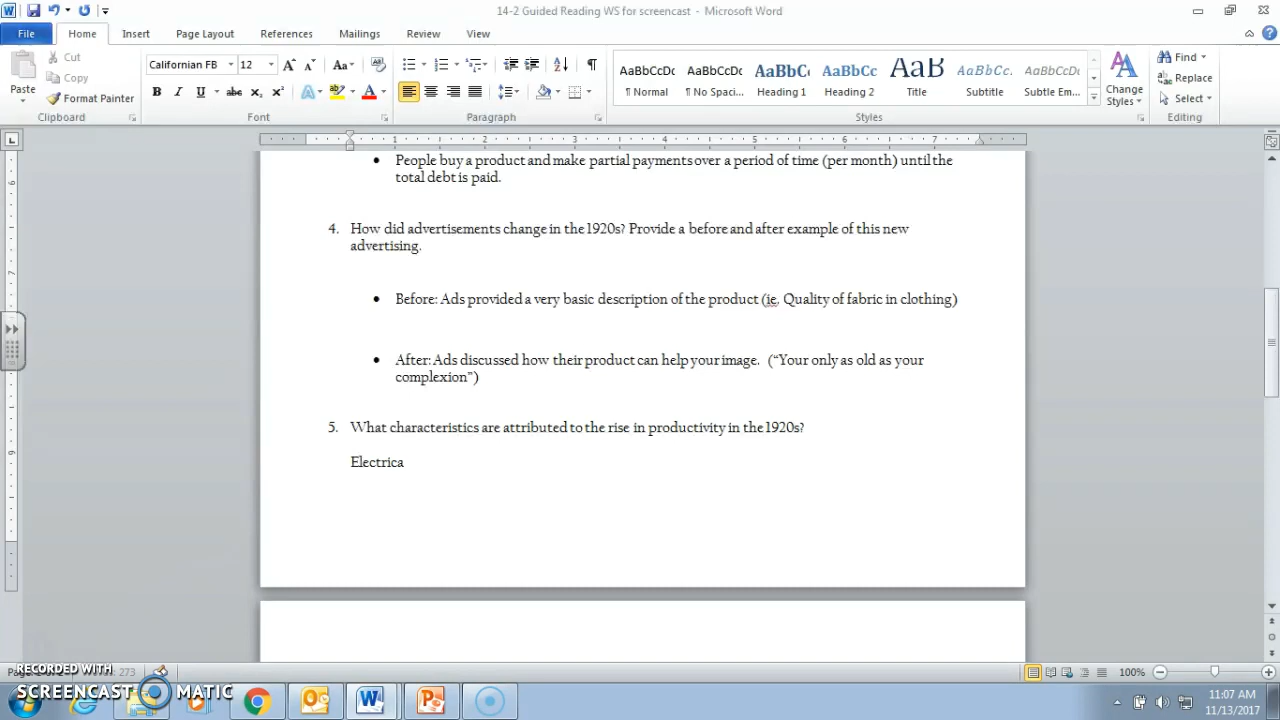 14-2 Guided Reading WS for screencast - Microsoft Word
File Home Insert Page Layout References Mailings Review View
Cut
Copy
Format Painter
Paste
Clipboard
Californian FB 12
Font
Paragraph
AaBbCcDc AaBbCcDc AaBbC AaBbCc AaB AaBbCc. AaBbCcDc
¶ Normal ¶ No Spaci... Heading 1 Heading 2 Title Subtitle Subtle Em...
Styles
Change
Styles
Find
Replace
Select
Editing
1 2 3 4 5 6 7
• People buy a product and make partial payments over a period of time (per month) until the
total debt is paid.
4. How did advertisements change in the 1920s? Provide a before and after example of this new
advertising.
• Before: Ads provided a very basic description of the product (ie. Quality of fabric in clothing)
• After: Ads discussed how their product can help your image. (“Your only as old as your
complexion”)
5. What characteristics are attributed to the rise in productivity in the 1920s?
Electrica
RECORDED WITH
SCREENCAST MATIC
273
100%
11:07 AM
11/13/2017